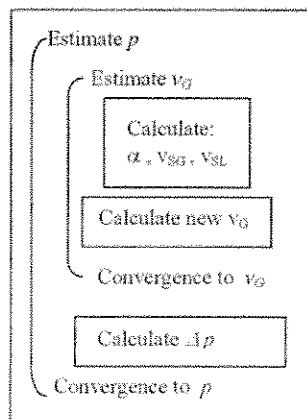 Estimate p
Estimate v_G
Calculate:
α , v_SG , v_SL
Calculate new v_G
Convergence to v_G
Calculate Δp
Convergence to p